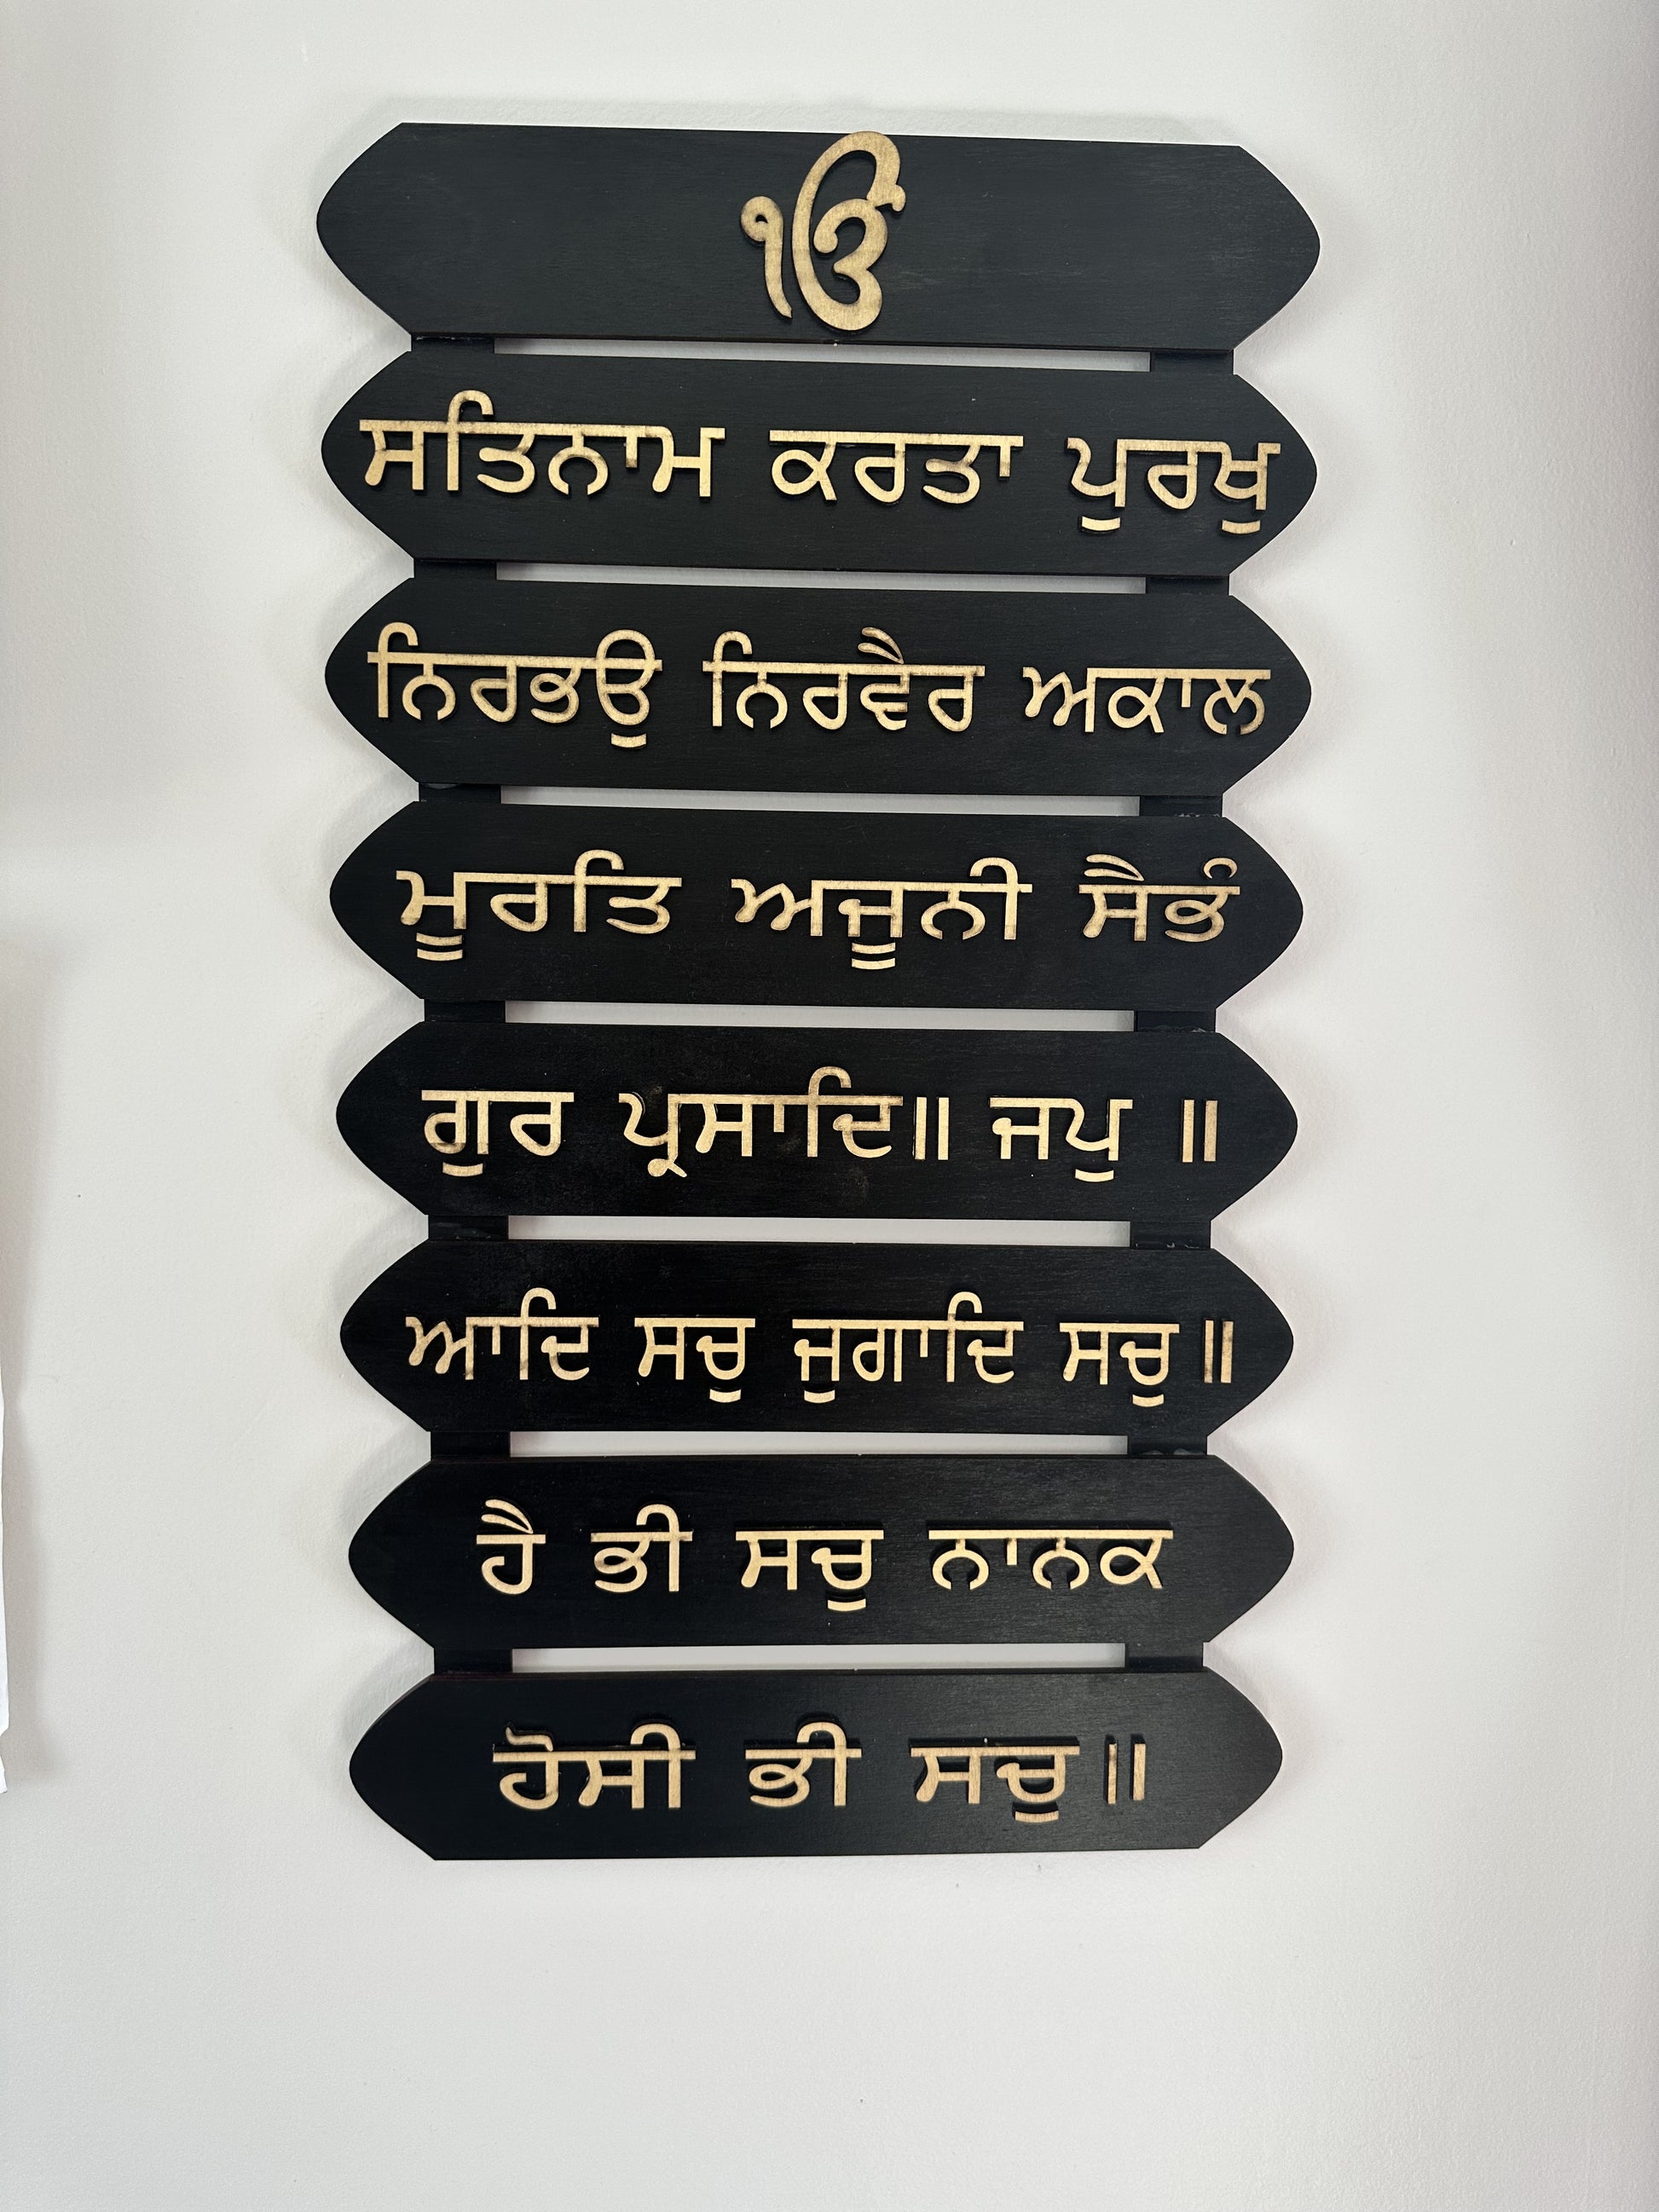 ੴ
ਸਤਿਨਾਮ ਕਰਤਾ ਪੁਰਖੁ
ਨਿਰਭਉ ਨਿਰਵੈਰ ਅਕਾਲ
ਮੂਰਤਿ ਅਜੂਨੀ ਸੈਭੰ
ਗੁਰ ਪ੍ਰਸਾਦਿ॥ ਜਪੁ ॥
ਆਦਿ ਸਚੁ ਜੁਗਾਦਿ ਸਚੁ ॥
ਹੈ ਭੀ ਸਚੁ ਨਾਨਕ
ਹੋਸੀ ਭੀ ਸਚੁ ॥